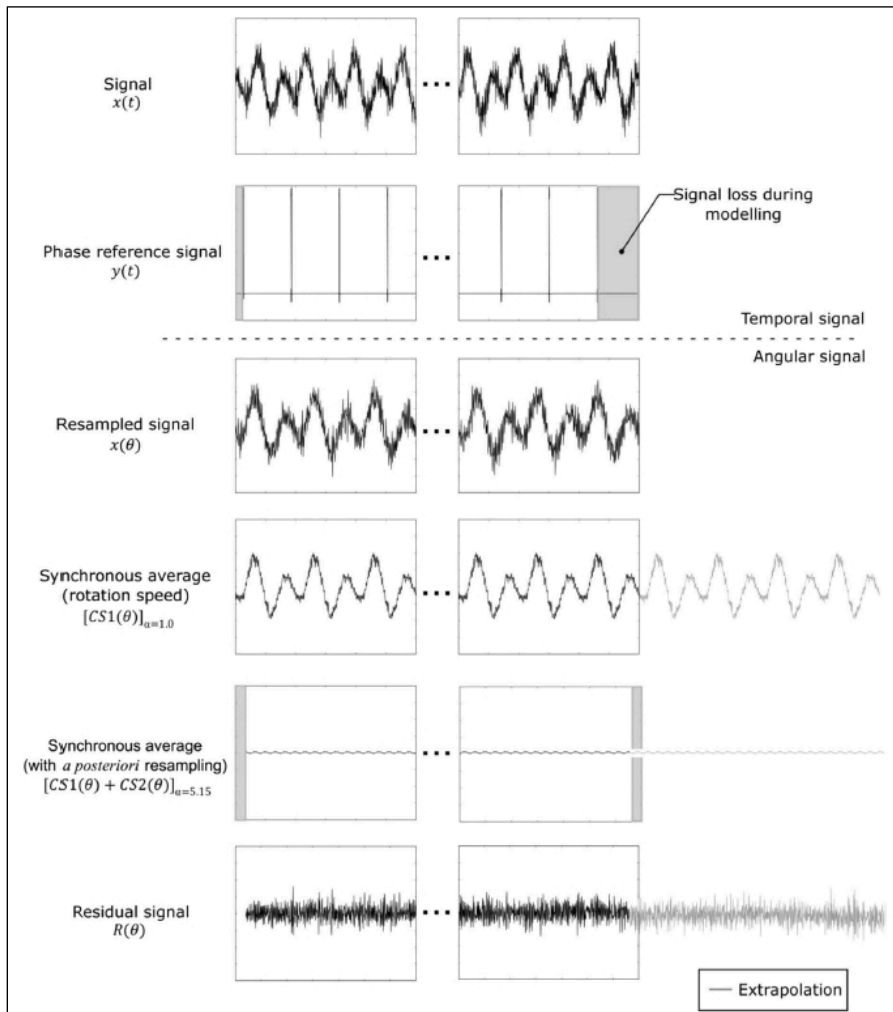 Signal
x(t)
Phase reference signal
y(t)
Signal loss during
modelling
Temporal signal
Angular signal
Resampled signal
x(θ)
Synchronous average
(rotation speed)
[CS1(θ)]α=1.0
Synchronous average
(with a posteriori resampling)
[CS1(θ) + CS2(θ)]α=5.15
Residual signal
R(θ)
Extrapolation